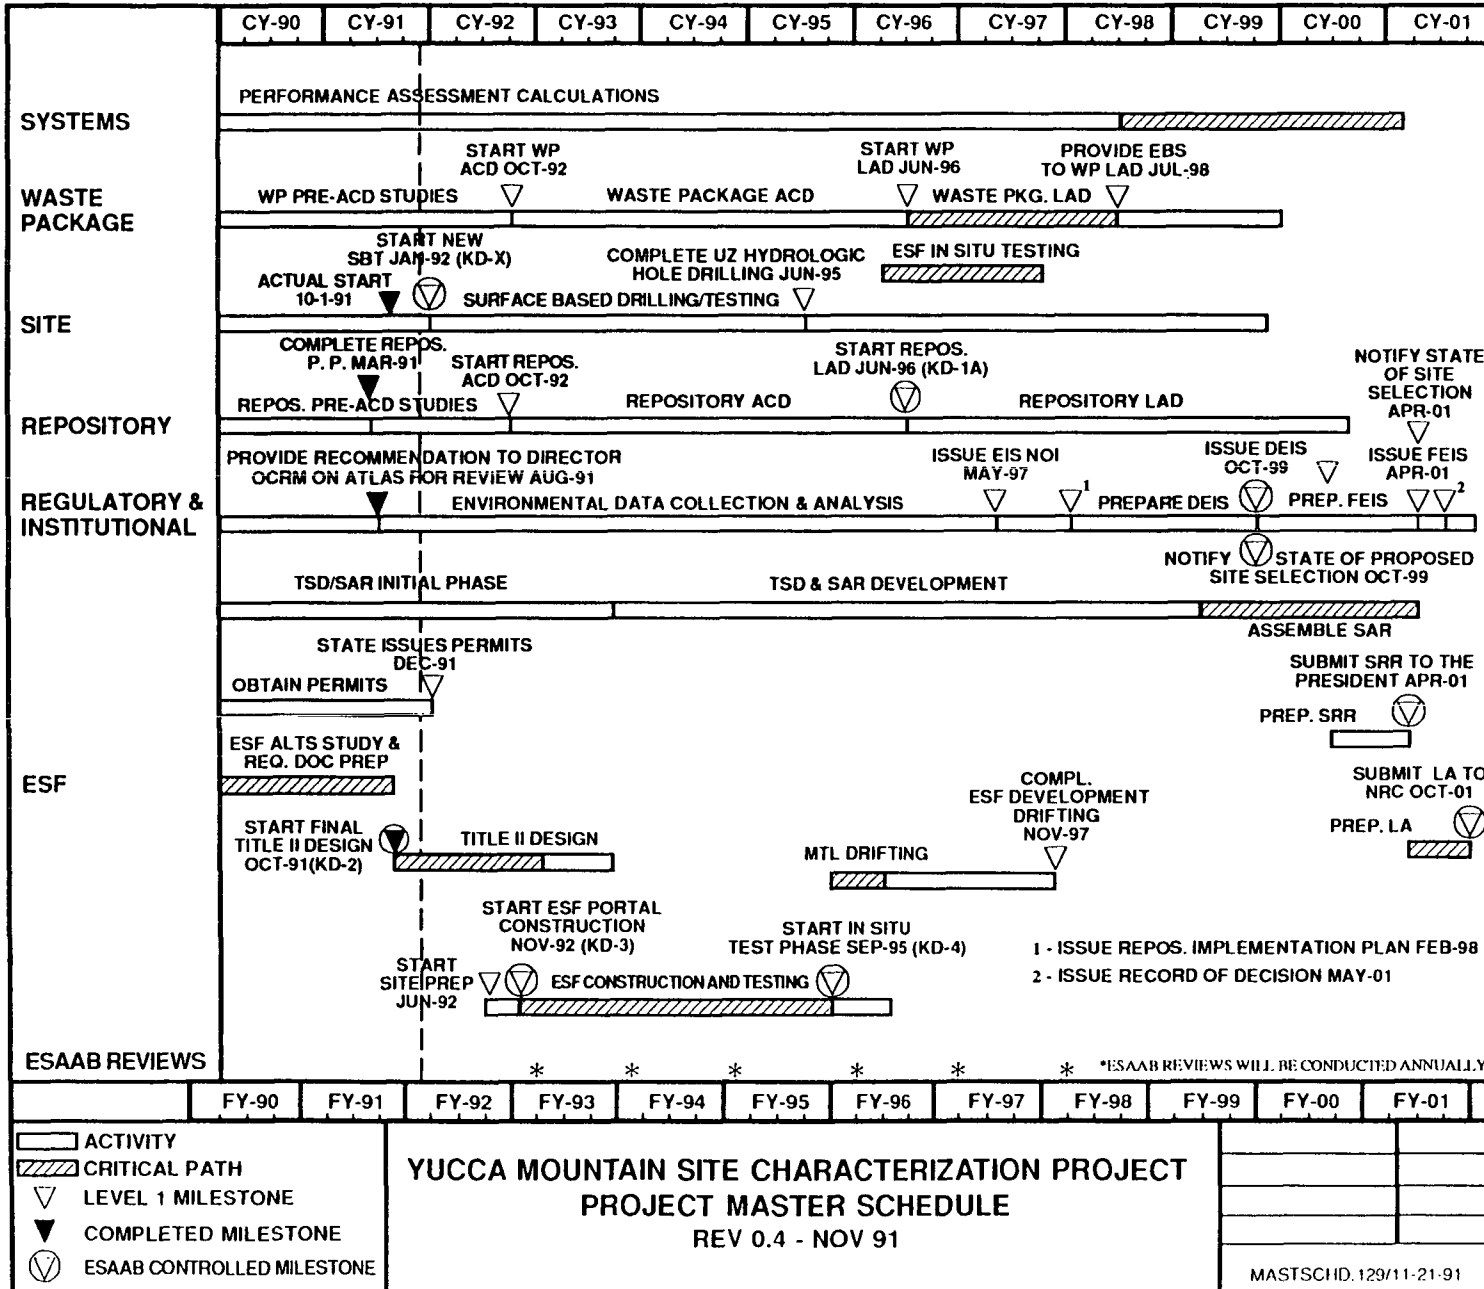 CY-90 CY-91 CY-92 CY-93 CY-94 CY-95 CY-96 CY-97 CY-98 CY-99 CY-00 CY-01
PERFORMANCE ASSESSMENT CALCULATIONS
SYSTEMS
START WP
ACD OCT-92
START WP
LAD JUN-96
PROVIDE EBS
TO WP LAD JUL-98
WASTE
PACKAGE
WP PRE-ACD STUDIES
WASTE PACKAGE ACD
WASTE PKG. LAD
START NEW
SBT JAN-92 (KD-X)
COMPLETE UZ HYDROLOGIC
HOLE DRILLING JUN-95
ESF IN SITU TESTING
ACTUAL START
10-1-91
SURFACE BASED DRILLING/TESTING
SITE
COMPLETE REPOS.
P. P. MAR-91
START REPOS.
ACD OCT-92
START REPOS.
LAD JUN-96 (KD-1A)
NOTIFY STATE
OF SITE
SELECTION
APR-01
REPOS. PRE-ACD STUDIES
REPOSITORY ACD
REPOSITORY LAD
REPOSITORY
PROVIDE RECOMMENDATION TO DIRECTOR
OCRM ON ATLAS FOR REVIEW AUG-91
ISSUE EIS NOI
MAY-97
ISSUE DEIS
OCT-99
ISSUE FEIS
APR-01
REGULATORY &
INSTITUTIONAL
ENVIRONMENTAL DATA COLLECTION & ANALYSIS
1
PREPARE DEIS
PREP. FEIS
2
NOTIFY STATE OF PROPOSED
SITE SELECTION OCT-99
TSD/SAR INITIAL PHASE
TSD & SAR DEVELOPMENT
ASSEMBLE SAR
STATE ISSUES PERMITS
DEC-91
OBTAIN PERMITS
SUBMIT SRR TO THE
PRESIDENT APR-01
PREP. SRR
ESF ALTS STUDY &
REQ. DOC PREP
ESF
COMPL.
ESF DEVELOPMENT
DRIFTING
NOV-97
SUBMIT LA TO
NRC OCT-01
PREP. LA
START FINAL
TITLE II DESIGN
OCT-91(KD-2)
TITLE II DESIGN
MTL DRIFTING
START ESF PORTAL
CONSTRUCTION
NOV-92 (KD-3)
START IN SITU
TEST PHASE SEP-95 (KD-4)
1 - ISSUE REPOS. IMPLEMENTATION PLAN FEB-98
2 - ISSUE RECORD OF DECISION MAY-01
START
SITE PREP
JUN-92
ESF CONSTRUCTION AND TESTING
ESAAB REVIEWS
* * * * * *
*ESAAB REVIEWS WILL BE CONDUCTED ANNUALLY
FY-90 FY-91 FY-92 FY-93 FY-94 FY-95 FY-96 FY-97 FY-98 FY-99 FY-00 FY-01
ACTIVITY
CRITICAL PATH
LEVEL 1 MILESTONE
COMPLETED MILESTONE
ESAAB CONTROLLED MILESTONE
YUCCA MOUNTAIN SITE CHARACTERIZATION PROJECT
PROJECT MASTER SCHEDULE
REV 0.4 - NOV 91
MASTSCHD.129/11-21-91